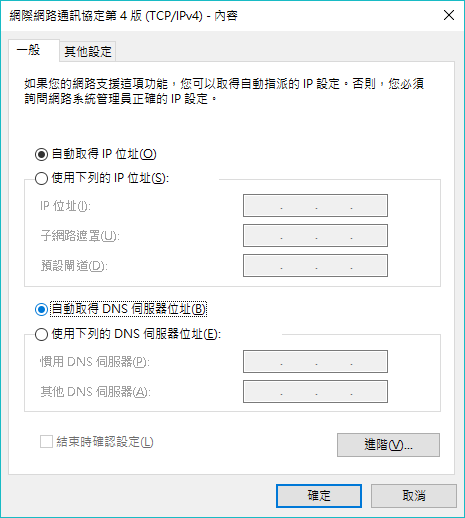 網際網路通訊協定第 4 版 (TCP/IPv4) - 內容
一般
其他設定
如果您的網路支援這項功能，您可以取得自動指派的 IP 設定。否則，您必須
詢問網路系統管理員正確的 IP 設定。
自動取得 IP 位址(O)
使用下列的 IP 位址(S):
IP 位址(I):
子網路遮罩(U):
預設閘道(D):
自動取得 DNS 伺服器位址(B)
使用下列的 DNS 伺服器位址(E):
慣用 DNS 伺服器(P):
其他 DNS 伺服器(A):
結束時確認設定(L)
進階(V)...
確定
取消